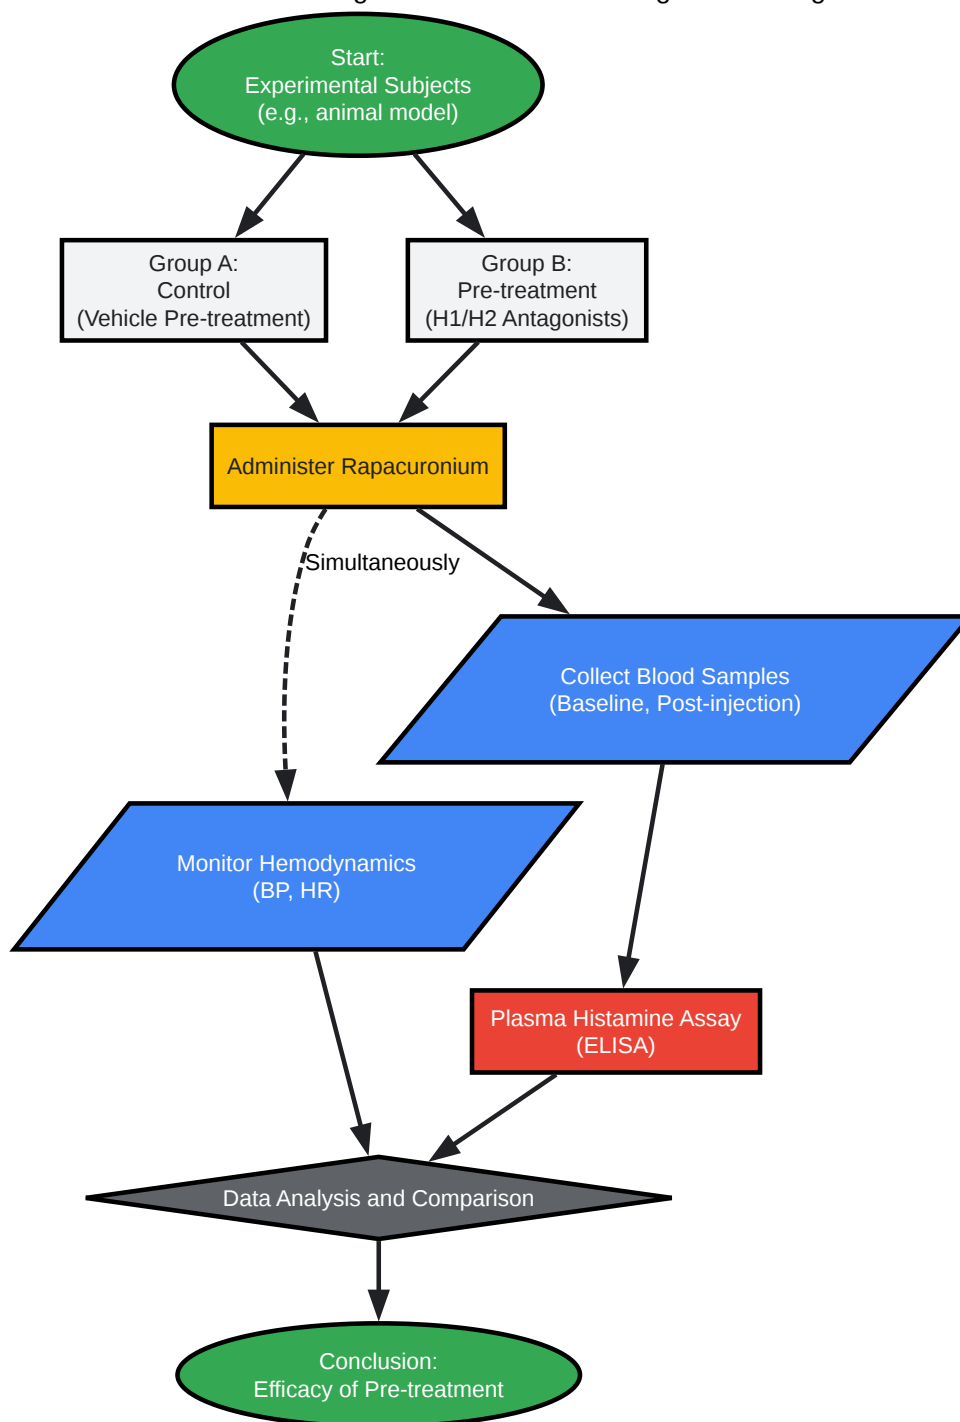 Start:
Experimental Subjects
(e.g., animal model)
Group A:
Control
(Vehicle Pre-treatment)
Group B:
Pre-treatment
(H1/H2 Antagonists)
Administer Rapacuronium
Simultaneously
Collect Blood Samples
(Baseline, Post-injection)
Monitor Hemodynamics
(BP, HR)
Plasma Histamine Assay
(ELISA)
Data Analysis and Comparison
Conclusion:
Efficacy of Pre-treatment